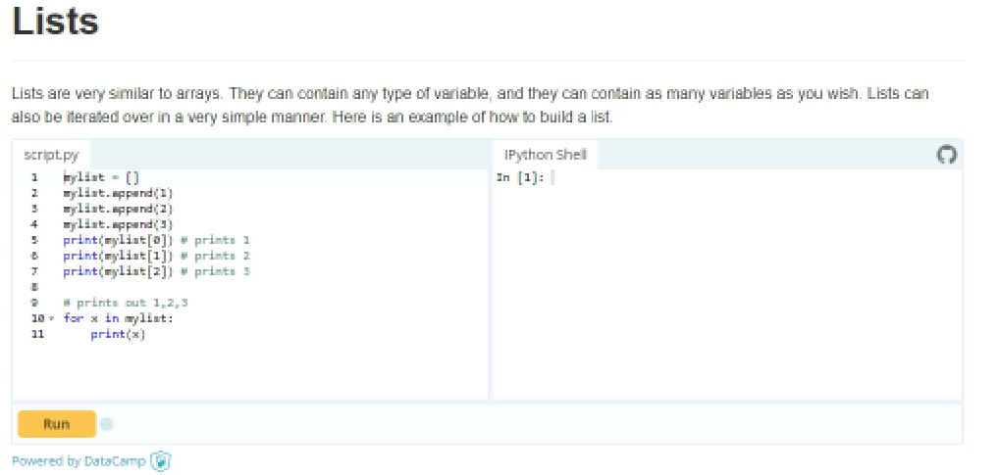 Lists
Lists are very similar to arrays. They can contain any type of variable, and they can contain as many variables as you wish. Lists can
also be iterated over in a very simple manner. Here is an example of how to build a list.
script.py
1 mylist = []
2 mylist.append(1)
3 mylist.append(2)
4 mylist.append(3)
5 print(mylist[0]) # prints 1
6 print(mylist[1]) # prints 2
7 print(mylist[2]) # prints 3
8
9 # prints out 1,2,3
10 for x in mylist:
11 print(x)
IPython Shell
In [1]:
Run
Powered by DataCamp